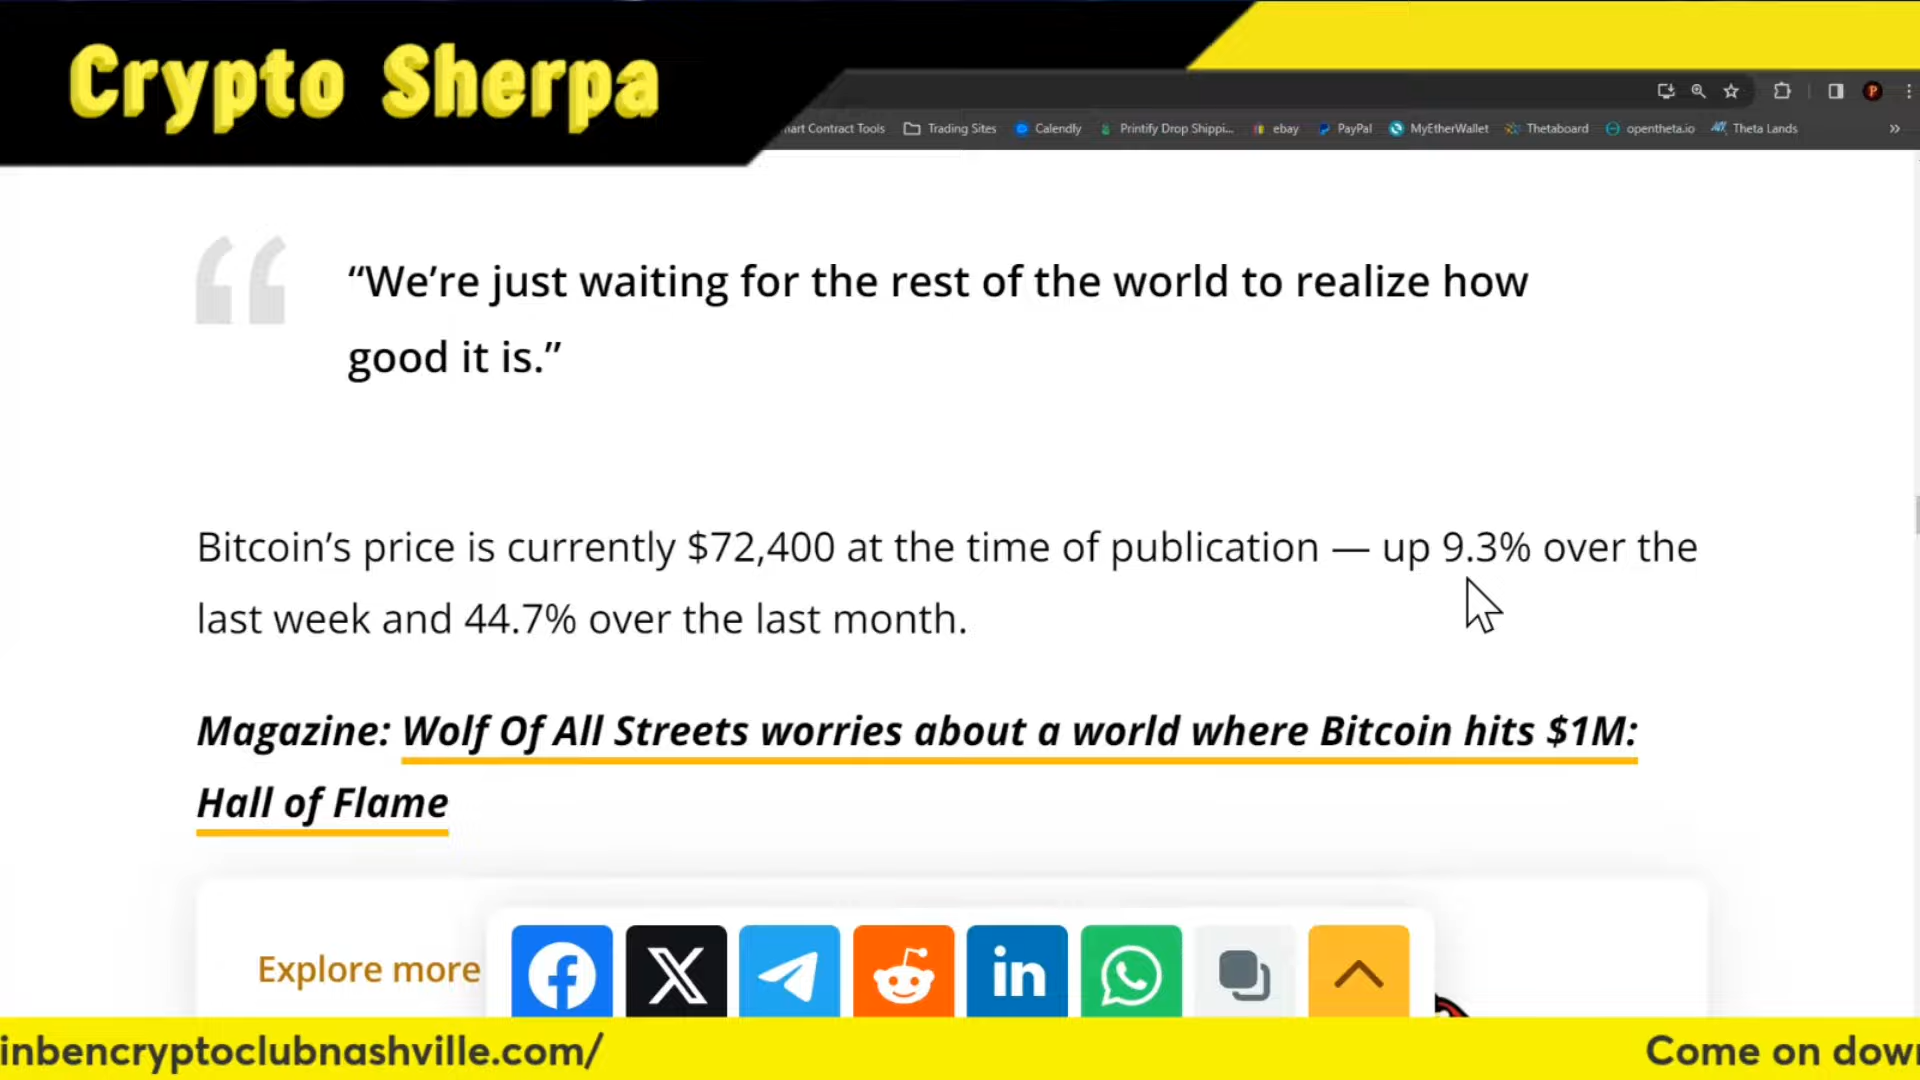 Crypto Sherpa
Contract Tools Trading Sites Calendly Printify Drop Shippi... ebay PayPal MyEtherWallet Thetaboard opentheta.io Theta Lands »
“We’re just waiting for the rest of the world to realize how
good it is.”
Bitcoin’s price is currently $72,400 at the time of publication — up 9.3% over the
last week and 44.7% over the last month.
Magazine: Wolf Of All Streets worries about a world where Bitcoin hits $1M:
Hall of Flame
Explore more
inbencryptoclubnashville.com/ Come on dow